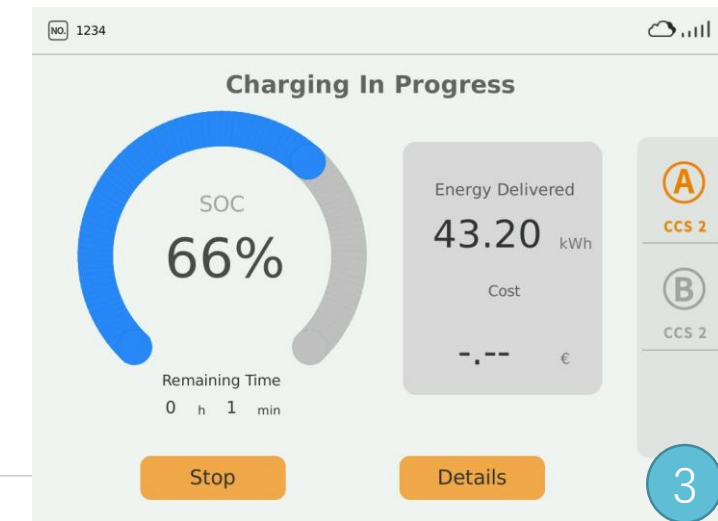 NO. 1234
Charging In Progress
SOC
66%
Remaining Time
0 h 1 min
Energy Delivered
43.20 kWh
Cost
-.-- €
A
CCS 2
B
CCS 2
Stop
Details
3